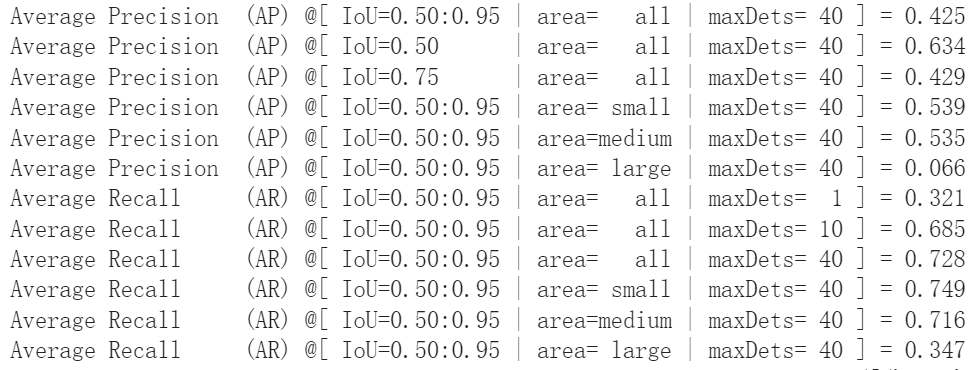 Average Precision  (AP) @[ IoU=0.50:0.95 | area=   all | maxDets= 40 ] = 0.425
Average Precision  (AP) @[ IoU=0.50      | area=   all | maxDets= 40 ] = 0.634
Average Precision  (AP) @[ IoU=0.75      | area=   all | maxDets= 40 ] = 0.429
Average Precision  (AP) @[ IoU=0.50:0.95 | area= small | maxDets= 40 ] = 0.539
Average Precision  (AP) @[ IoU=0.50:0.95 | area=medium | maxDets= 40 ] = 0.535
Average Precision  (AP) @[ IoU=0.50:0.95 | area= large | maxDets= 40 ] = 0.066
Average Recall     (AR) @[ IoU=0.50:0.95 | area=   all | maxDets=  1 ] = 0.321
Average Recall     (AR) @[ IoU=0.50:0.95 | area=   all | maxDets= 10 ] = 0.685
Average Recall     (AR) @[ IoU=0.50:0.95 | area=   all | maxDets= 40 ] = 0.728
Average Recall     (AR) @[ IoU=0.50:0.95 | area= small | maxDets= 40 ] = 0.749
Average Recall     (AR) @[ IoU=0.50:0.95 | area=medium | maxDets= 40 ] = 0.716
Average Recall     (AR) @[ IoU=0.50:0.95 | area= large | maxDets= 40 ] = 0.347